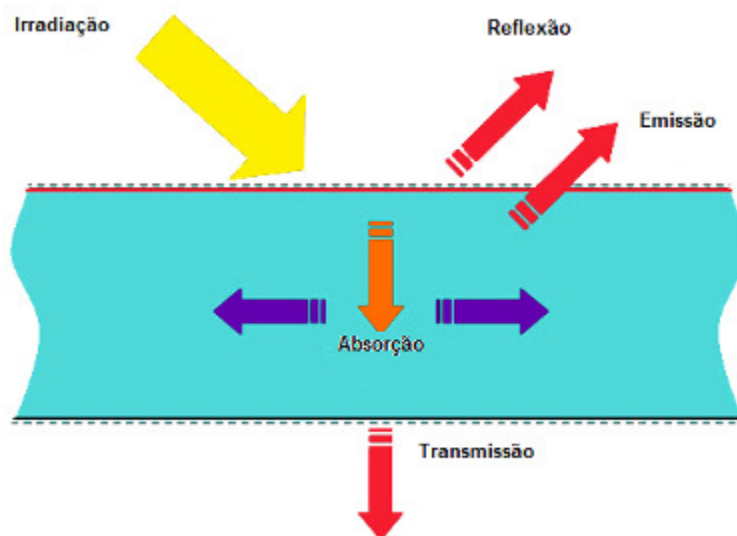 Irradiação
Reflexão
Emissão
Absorção
Transmissão